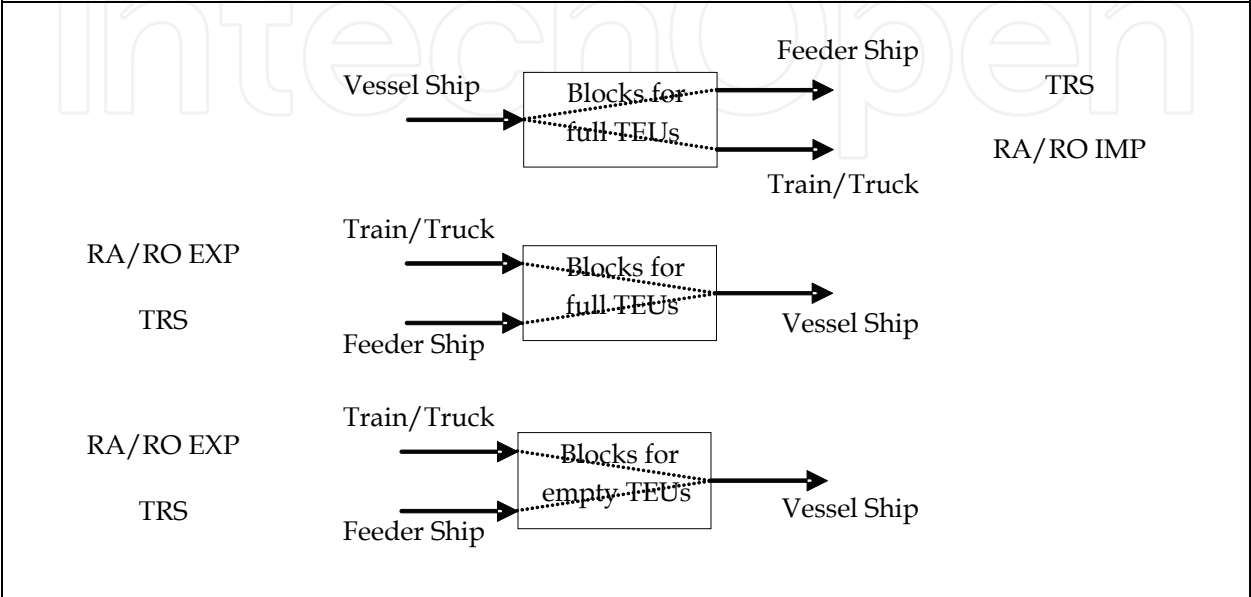 IntechOpen
Feeder Ship
Vessel Ship
Blocks for
full TEUs
TRS
RA/RO IMP
Train/Truck
Train/Truck
RA/RO EXP
Blocks for
full TEUs
TRS
Vessel Ship
Feeder Ship
Train/Truck
RA/RO EXP
Blocks for
empty TEUs
TRS
Vessel Ship
Feeder Ship